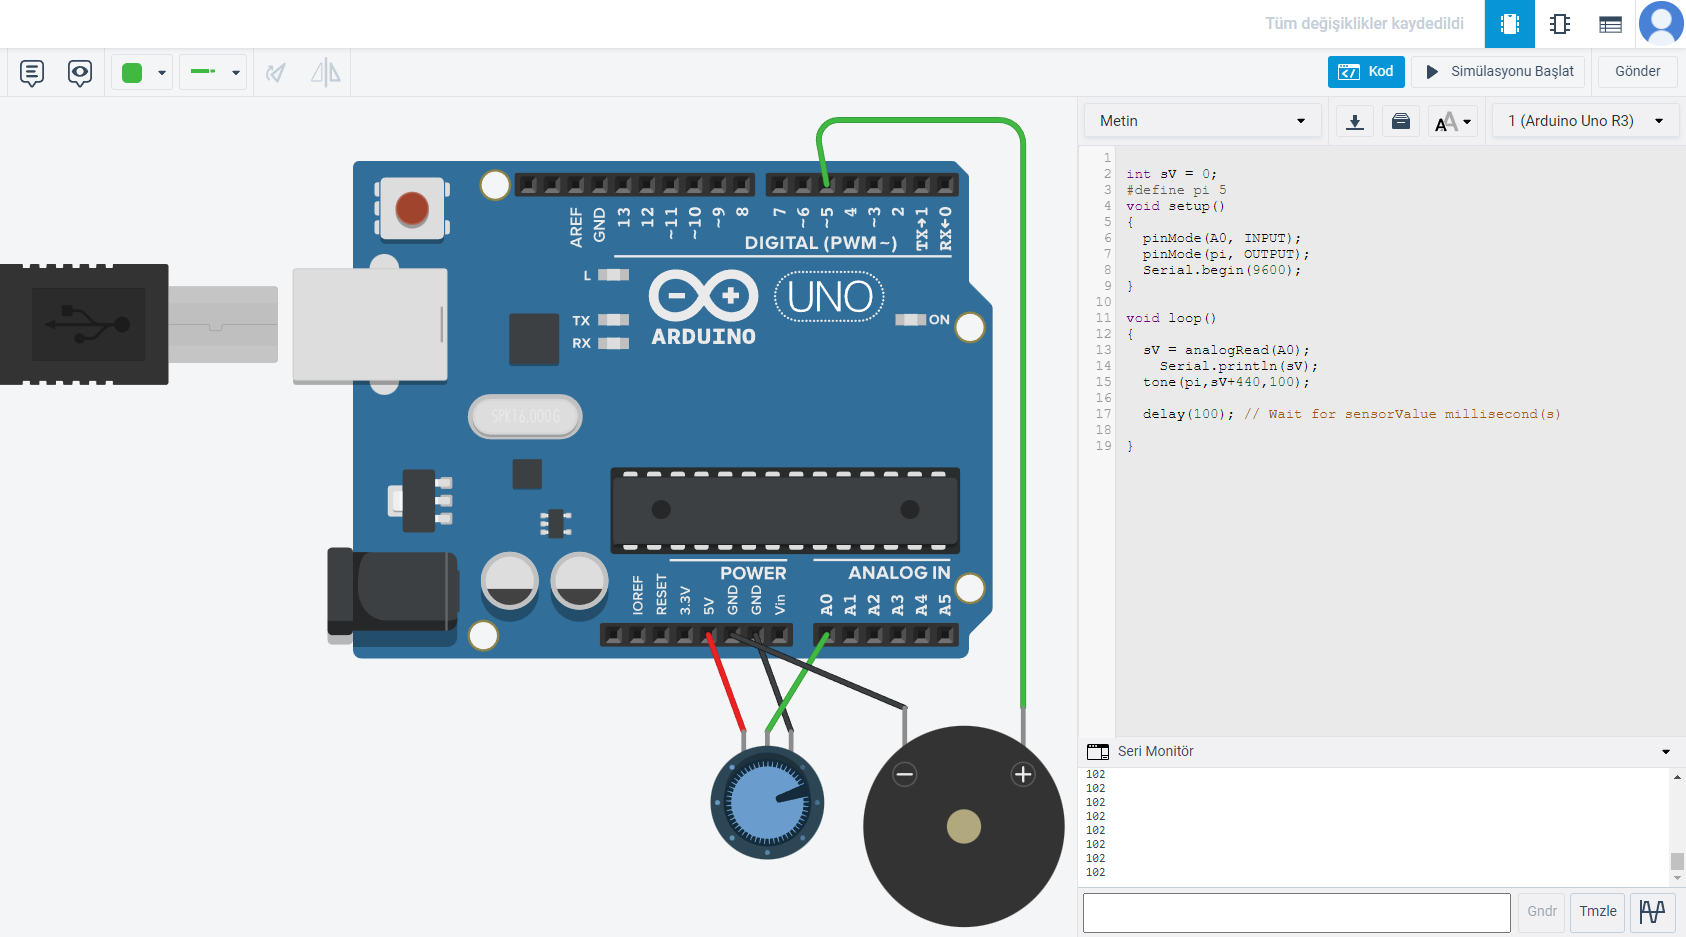 Tüm değişiklikler kaydedildi
Kod
Simülasyonu Başlat
Gönder
Metin
1 (Arduino Uno R3)
AREF
GND
13
12
~11
~10
~9
8
7
~6
~5
4
~3
2
TX→1
RX←0
DIGITAL (PWM~)
L
TX
RX
ARDUINO
UNO
ON
SPK16.000G
POWER
ANALOG IN
IOREF
RESET
3.3V
5V
GND
GND
Vin
A0
A1
A2
A3
A4
A5
1
2 int sV = 0;
3 #define pi 5
4 void setup()
5 {
6 pinMode(A0, INPUT);
7 pinMode(pi, OUTPUT);
8 Serial.begin(9600);
9 }
10
11 void loop()
12 {
13 sV = analogRead(A0);
14 Serial.println(sV);
15 tone(pi,sV+440,100);
16
17 delay(100); // Wait for sensorValue millisecond(s)
18
19 }
Seri Monitör
102
102
102
102
102
102
102
102
Gndr
Tmzle